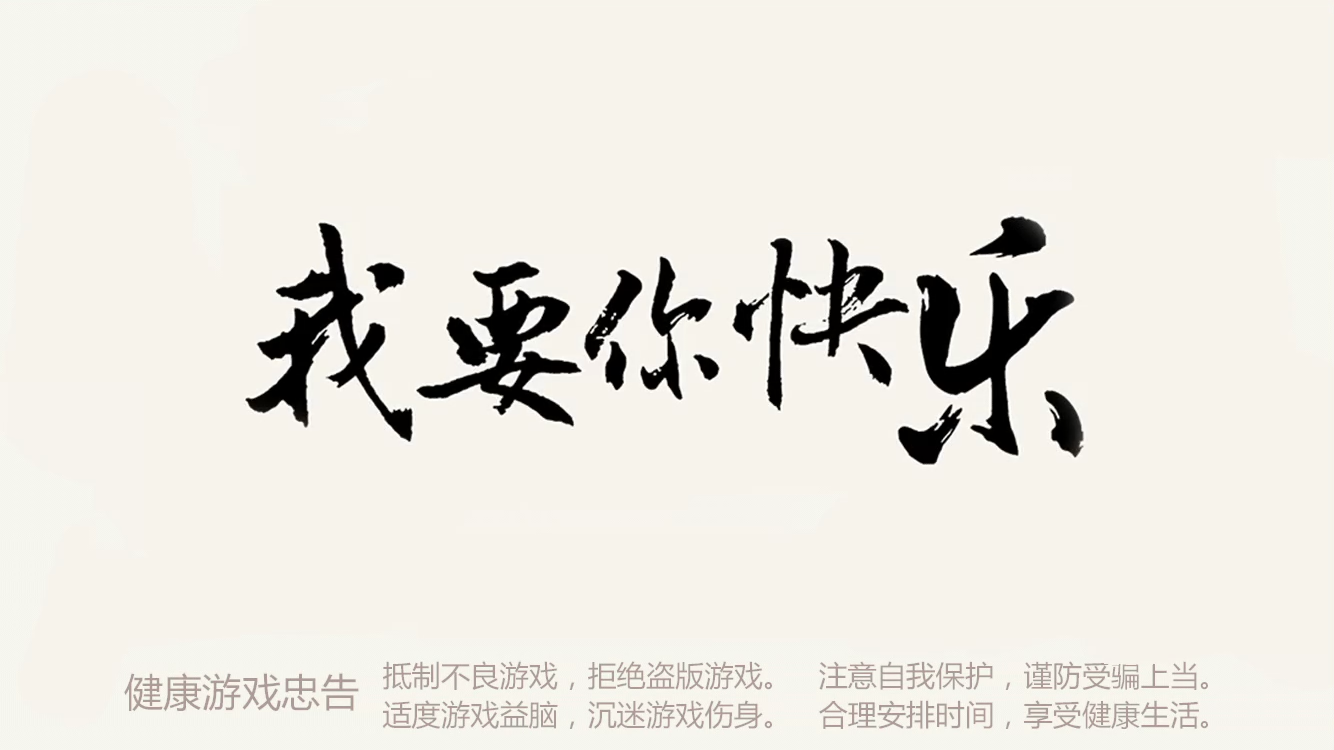 我要你快乐
健康游戏忠告
抵制不良游戏，拒绝盗版游戏。 注意自我保护，谨防受骗上当。
适度游戏益脑，沉迷游戏伤身。 合理安排时间，享受健康生活。